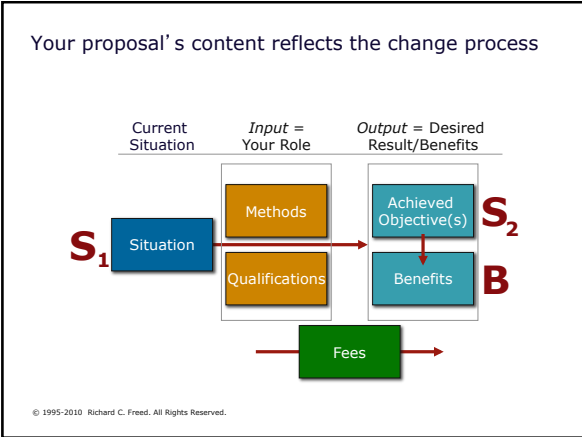 Your proposal's content reflects the change process
Current
Situation
Input =
Your Role
Output = Desired
Result/Benefits
Methods
Achieved
Objective(s)
S2
S1
Situation
Qualifications
Benefits
B
Fees
© 1995-2010 Richard C. Freed. All Rights Reserved.